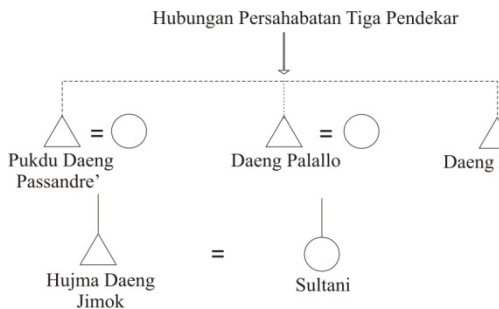 Hubungan Persahabatan Tiga Pendekar
= =
Pukdu Daeng
Passandre’
Daeng Palallo
Daeng
=
Hujma Daeng
Jimok
Sultani